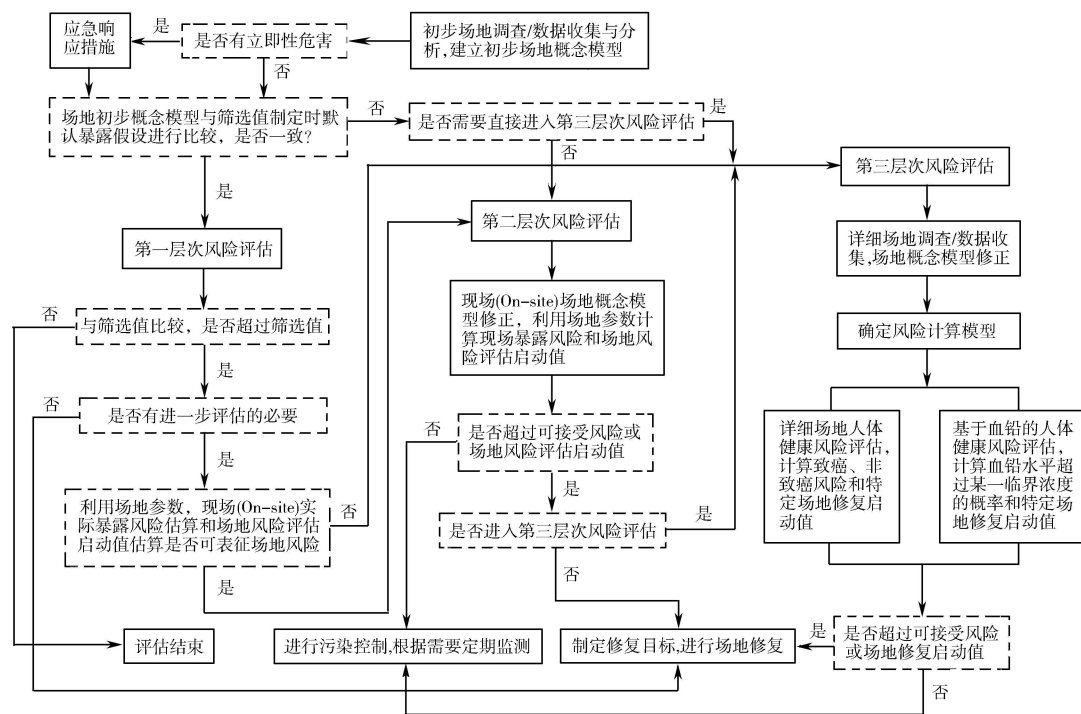 应急响
应措施
是
是否有立即性危害
初步场地调查/数据收集与分
析,建立初步场地概念模型
否
场地初步概念模型与筛选值制定时默
认暴露假设进行比较，是否一致？
否
是否需要直接进入第三层次风险评估
是
是
否
第三层次风险评估
第一层次风险评估
第二层次风险评估
详细场地调查/数据收
集,场地概念模型修正
否
与筛选值比较，是否超过筛选值
现场(On-site)场地概念模
型修正，利用场地参数计
算现场暴露风险和场地风
险评估启动值
确定风险计算模型
是
否
是否有进一步评估的必要
是
否
是否超过可接受风险或
场地风险评估启动值
详细场地人体
健康风险评估，
计算致癌、非
致癌风险和特
定场地修复启
动值
基于血铅的人体
健康风险评估，
计算血铅水平超
过某一临界浓度
的概率和特定场
地修复启动值
利用场地参数，现场(On-site)实
际暴露风险估算和场地风险评估
启动值估算是否可表征场地风险
否
是
是否进入第三层次风险评估
是
是
否
评估结束
进行污染控制,根据需要定期监测
制定修复目标,进行场地修复
是
是否超过可接受风险
或场地修复启动值
否